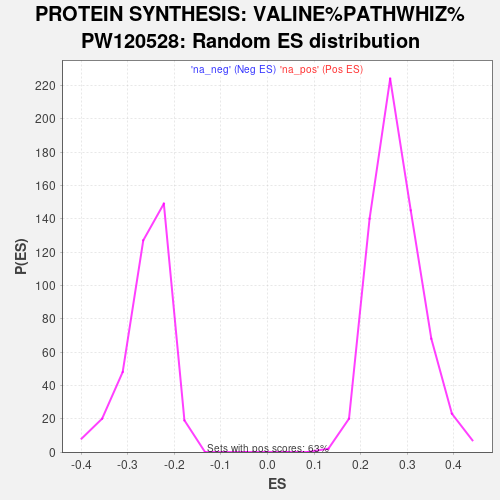 PROTEIN SYNTHESIS: VALINE%PATHWHIZ%
PW120528: Random ES distribution
'na_neg' (Neg ES) 'na_pos' (Pos ES)
220
200
180
160
140
120
100
80
60
40
20
0
P(ES)
Sets with pos scores: 63%
-0.4 -0.3 -0.2 -0.1 0.0 0.1 0.2 0.3 0.4
ES